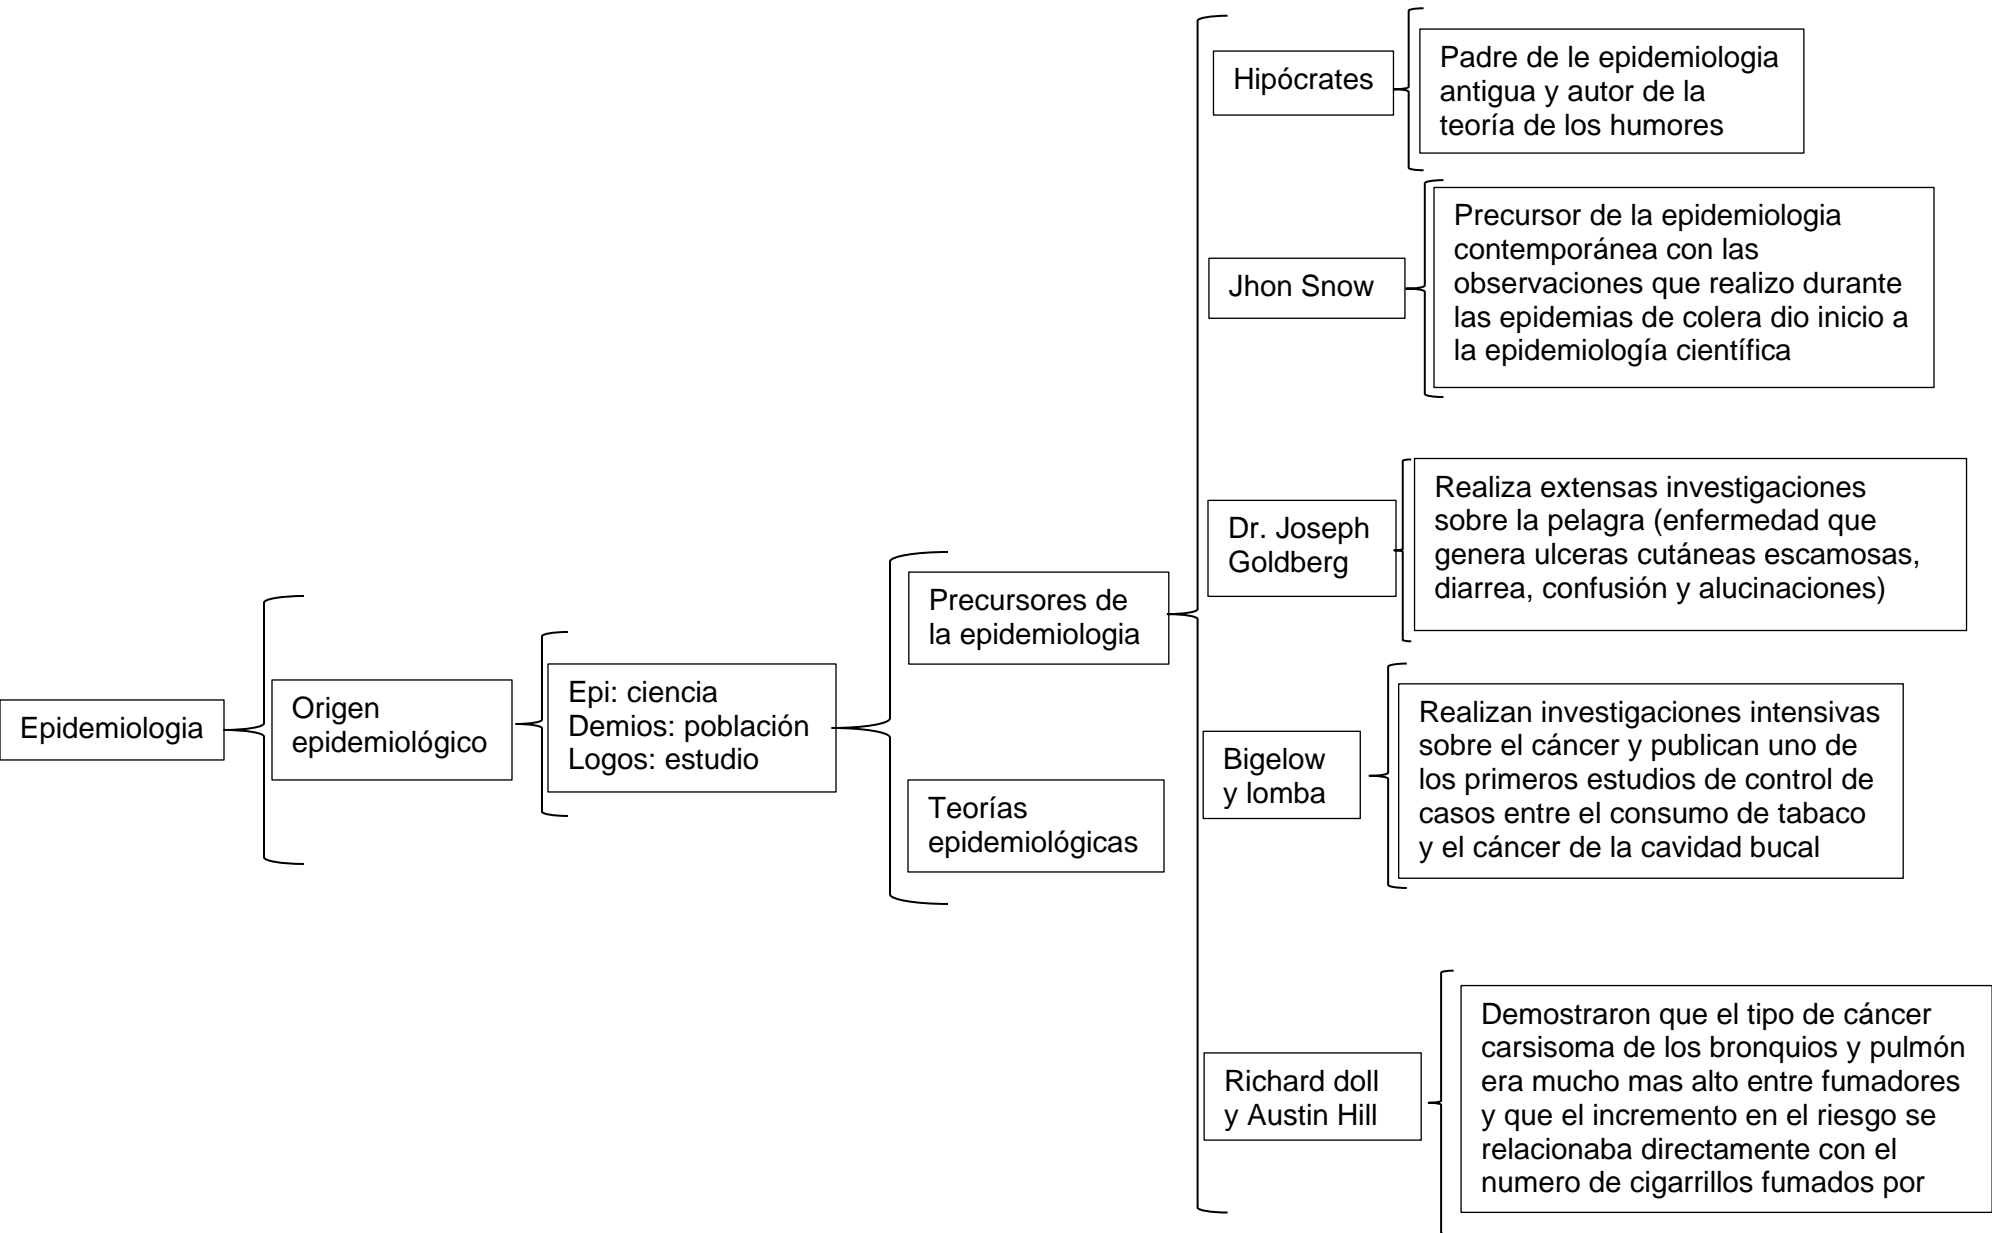 Epidemiologia
Origen
epidemiológico
Epi: ciencia
Demios: población
Logos: estudio
Precursores de
la epidemiologia
Teorías
epidemiológicas
Hipócrates
Padre de le epidemiologia
antigua y autor de la
teoría de los humores
Jhon Snow
Precursor de la epidemiologia
contemporánea con las
observaciones que realizo durante
las epidemias de colera dio inicio a
la epidemiología científica
Dr. Joseph
Goldberg
Realiza extensas investigaciones
sobre la pelagra (enfermedad que
genera ulceras cutáneas escamosas,
diarrea, confusión y alucinaciones)
Bigelow
y lomba
Realizan investigaciones intensivas
sobre el cáncer y publican uno de
los primeros estudios de control de
casos entre el consumo de tabaco
y el cáncer de la cavidad bucal
Richard doll
y Austin Hill
Demostraron que el tipo de cáncer
carsisoma de los bronquios y pulmón
era mucho mas alto entre fumadores
y que el incremento en el riesgo se
relacionaba directamente con el
numero de cigarrillos fumados por